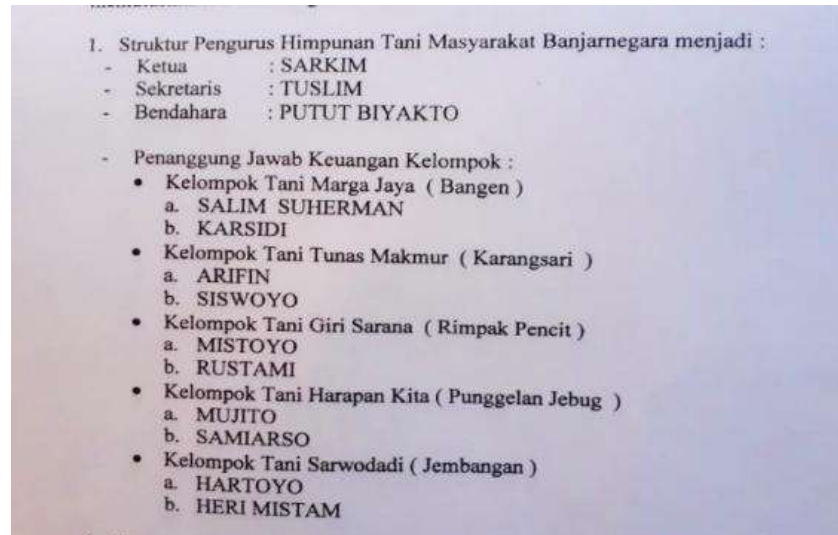 1. Struktur Pengurus Himpunan Tani Masyarakat Banjarnegara menjadi :
- Ketua : SARKIM
- Sekretaris : TUSLIM
- Bendahara : PUTUT BIYAKTO
- Penanggung Jawab Keuangan Kelompok :
• Kelompok Tani Marga Jaya ( Bangen )
a. SALIM SUHERMAN
b. KARSIDI
• Kelompok Tani Tunas Makmur ( Karangsari )
a. ARIFIN
b. SISWOYO
• Kelompok Tani Giri Sarana ( Rimpak Pencit )
a. MISTOYO
b. RUSTAMI
• Kelompok Tani Harapan Kita ( Punggelan Jebug )
a. MUJITO
b. SAMIARSO
• Kelompok Tani Sarwodadi ( Jembangan )
a. HARTOYO
b. HERI MISTAM